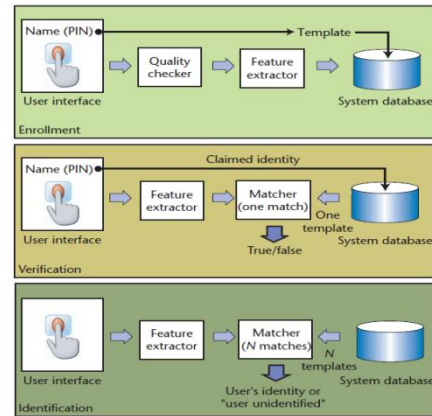 Name (PIN)
Template
Quality
checker
Feature
extractor
User interface
System database
Enrollment
Name (PIN)
Claimed identity
Feature
extractor
Matcher
(one match)
One
template
True/false
User interface
System database
Verification
Feature
extractor
Matcher
(N matches)
N
templates
User interface
System database
User's identity or
"user unidentified"
Identification